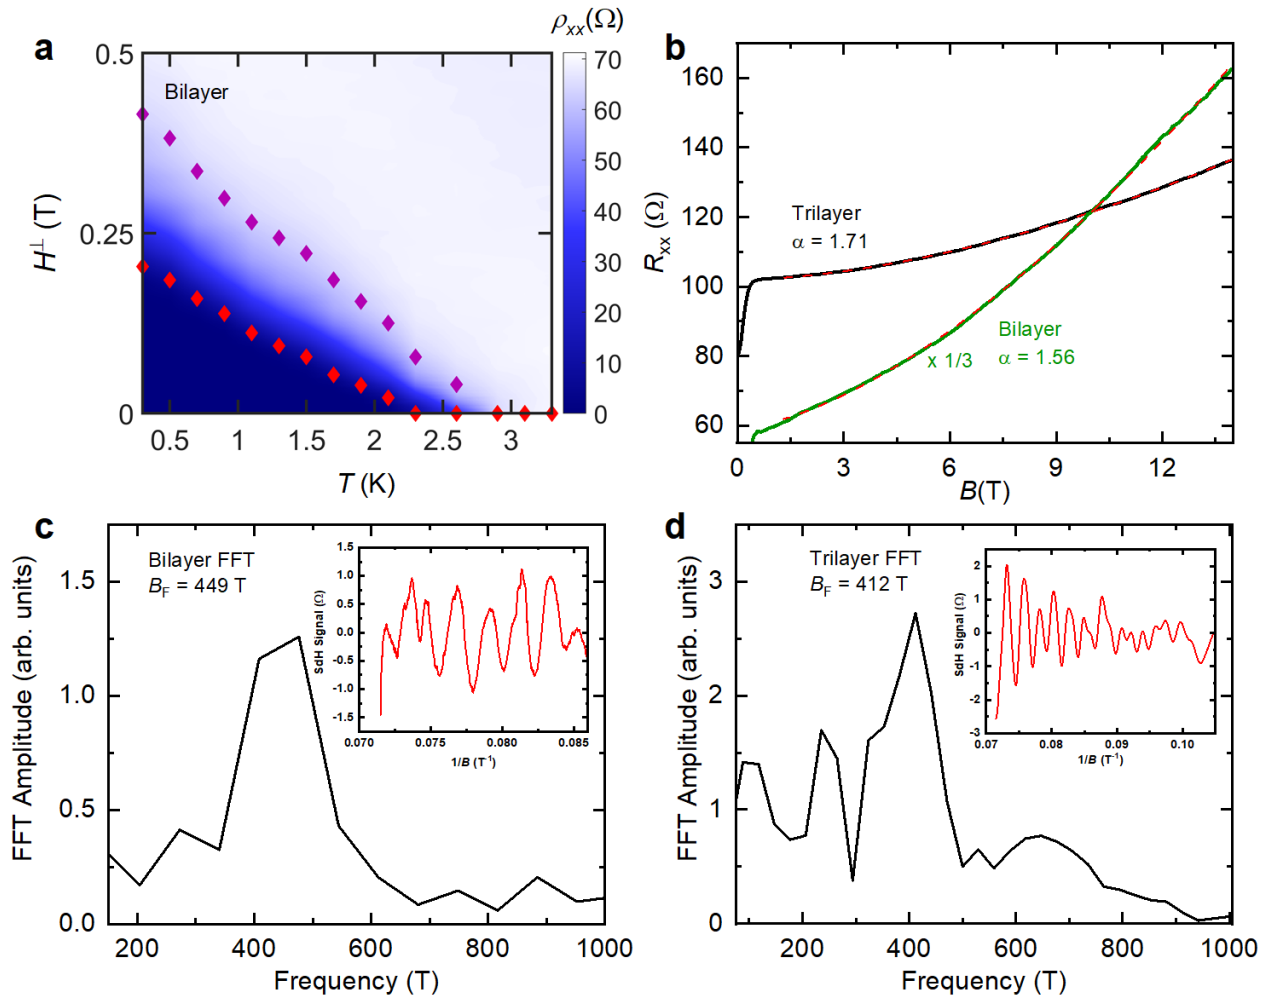 a
ρxx(Ω)
Bilayer
0.5
0.25
0
H⊥ (T)
0.5
1
1.5
2
2.5
3
T (K)
70
60
50
40
30
20
10
0
b
160
140
120
100
80
60
Rxx (Ω)
Trilayer
α = 1.71
Bilayer
x 1/3
α = 1.56
0
3
6
9
12
B(T)
c
Bilayer FFT
BF = 449 T
1.5
1.0
0.5
0.0
FFT Amplitude (arb. units)
200
400
600
800
1000
Frequency (T)
1.5
1.0
0.5
0.0
-0.5
-1.0
-1.5
SdH Signal (Ω)
0.070
0.075
0.080
0.085
1/B (T-1)
d
Trilayer FFT
BF = 412 T
3
2
1
0
FFT Amplitude (arb. units)
200
400
600
800
1000
Frequency (T)
2
1
0
-1
-2
-3
SdH Signal (Ω)
0.07
0.08
0.09
0.10
1/B (T-1)